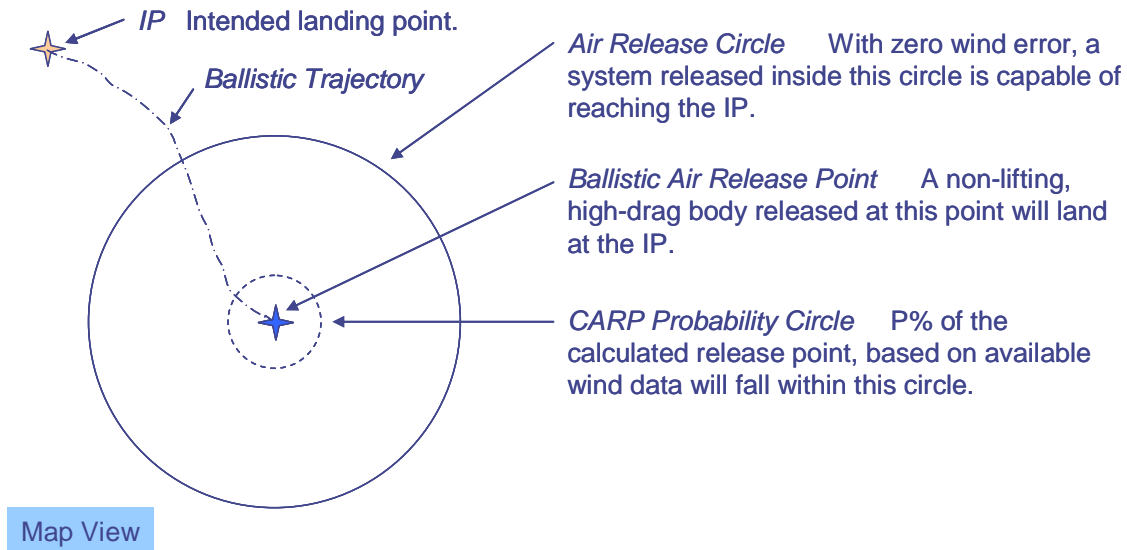 IP Intended landing point.
Ballistic Trajectory
Air Release Circle With zero wind error, a
system released inside this circle is capable of
reaching the IP.
Ballistic Air Release Point A non-lifting,
high-drag body released at this point will land
at the IP.
CARP Probability Circle P% of the
calculated release point, based on available
wind data will fall within this circle.
Map View